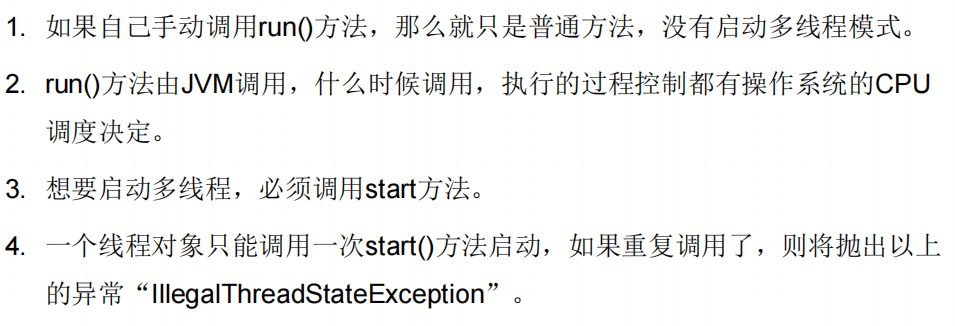 1. 如果自己手动调用run()方法，那么就只是普通方法，没有启动多线程模式。
2. run()方法由JVM调用，什么时候调用，执行的过程控制都有操作系统的CPU
调度决定。
3. 想要启动多线程，必须调用start方法。
4. 一个线程对象只能调用一次start()方法启动，如果重复调用了，则将抛出以上
的异常“IllegalThreadStateException”。